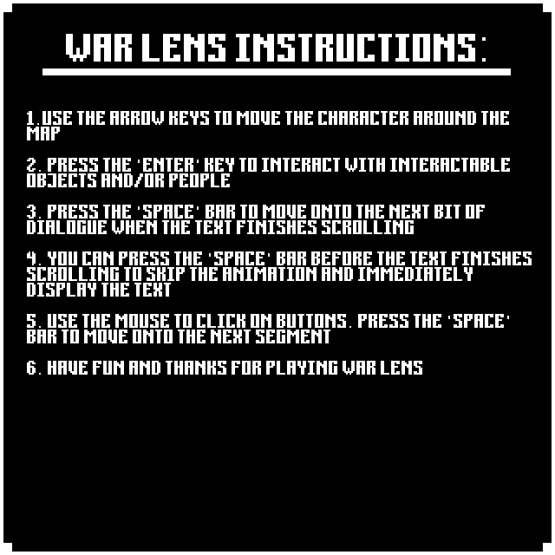 WAR LENS INSTRUCTIONS:
1.USE THE ARROW KEYS TO MOVE THE CHARACTER AROUND THE
MAP
2. PRESS THE 'ENTER' KEY TO INTERACT WITH INTERACTABLE
OBJECTS AND/OR PEOPLE
3. PRESS THE 'SPACE' BAR TO MOVE ONTO THE NEXT BIT OF
DIALOGUE WHEN THE TEXT FINISHES SCROLLING
4. YOU CAN PRESS THE 'SPACE' BAR BEFORE THE TEXT FINISHES
SCROLLING TO SKIP THE ANIMATION AND IMMEDIATELY
DISPLAY THE TEXT
5. USE THE MOUSE TO CLICK ON BUTTONS. PRESS THE 'SPACE'
BAR TO MOVE ONTO THE NEXT SEGMENT
6. HAVE FUN AND THANKS FOR PLAYING WAR LENS